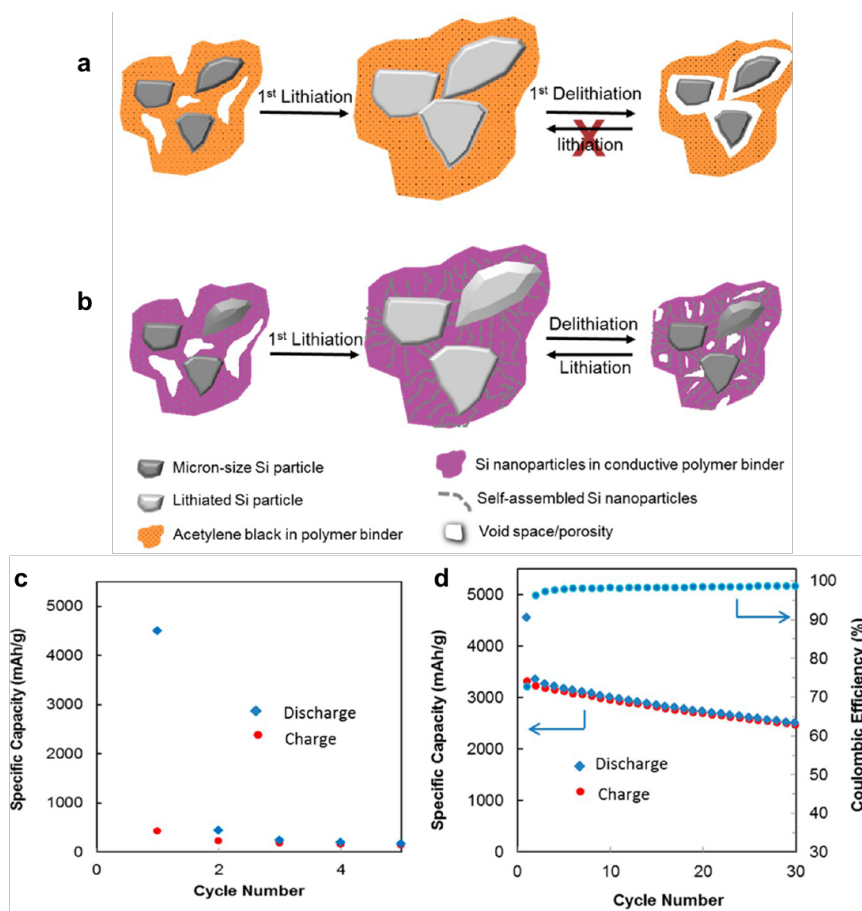 a
1st Lithiation
1st Delithiation
lithiation
b
1st Lithiation
Delithiation
Lithiation
Micron-size Si particle
Si nanoparticles in conductive polymer binder
Lithiated Si particle
Self-assembled Si nanoparticles
Acetylene black in polymer binder
Void space/porosity
c
Specific Capacity (mAh/g)
5000
4000
3000
2000
1000
0
0
2
4
Cycle Number
Discharge
Charge
d
Specific Capacity (mAh/g)
5000
4000
3000
2000
1000
0
0
10
20
30
Cycle Number
100
90
80
70
60
50
40
30
Coulombic Efficiency (%)
Discharge
Charge